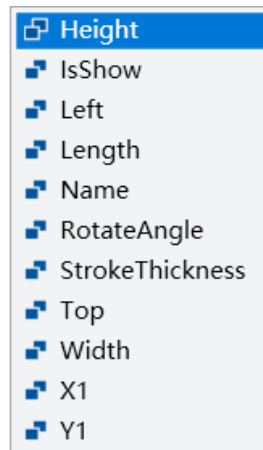 Height
IsShow
Left
Length
Name
RotateAngle
StrokeThickness
Top
Width
X1
Y1